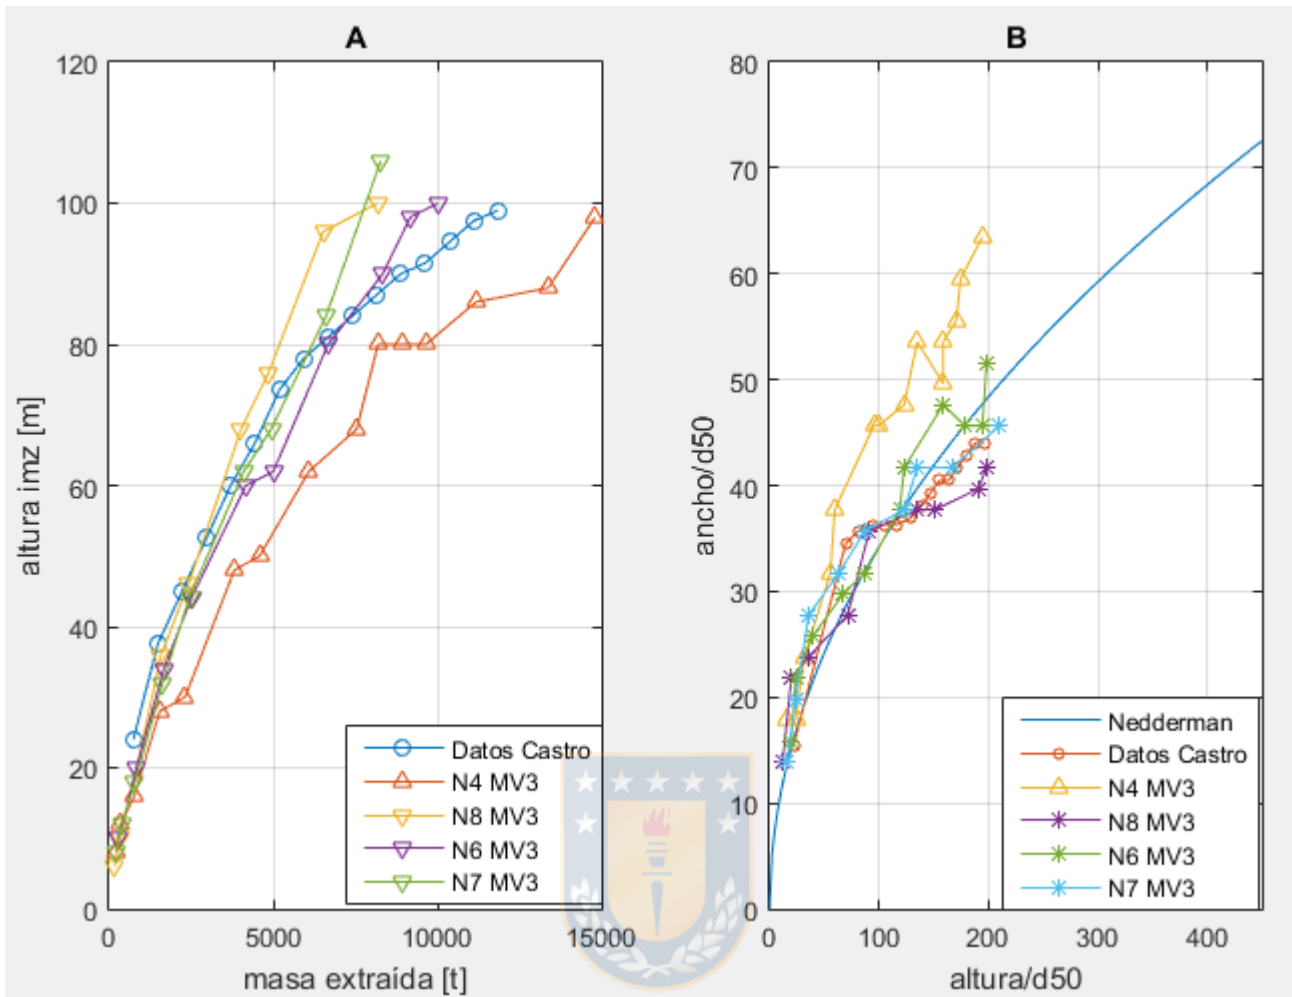 A
120
100
80
60
40
20
0
0
5000
10000
15000
altura imz [m]
masa extraída [t]
Datos Castro
N4 MV3
N8 MV3
N6 MV3
N7 MV3
B
80
70
60
50
40
30
20
10
0
0
100
200
300
400
ancho/d50
altura/d50
Nedderman
Datos Castro
N4 MV3
N8 MV3
N6 MV3
N7 MV3